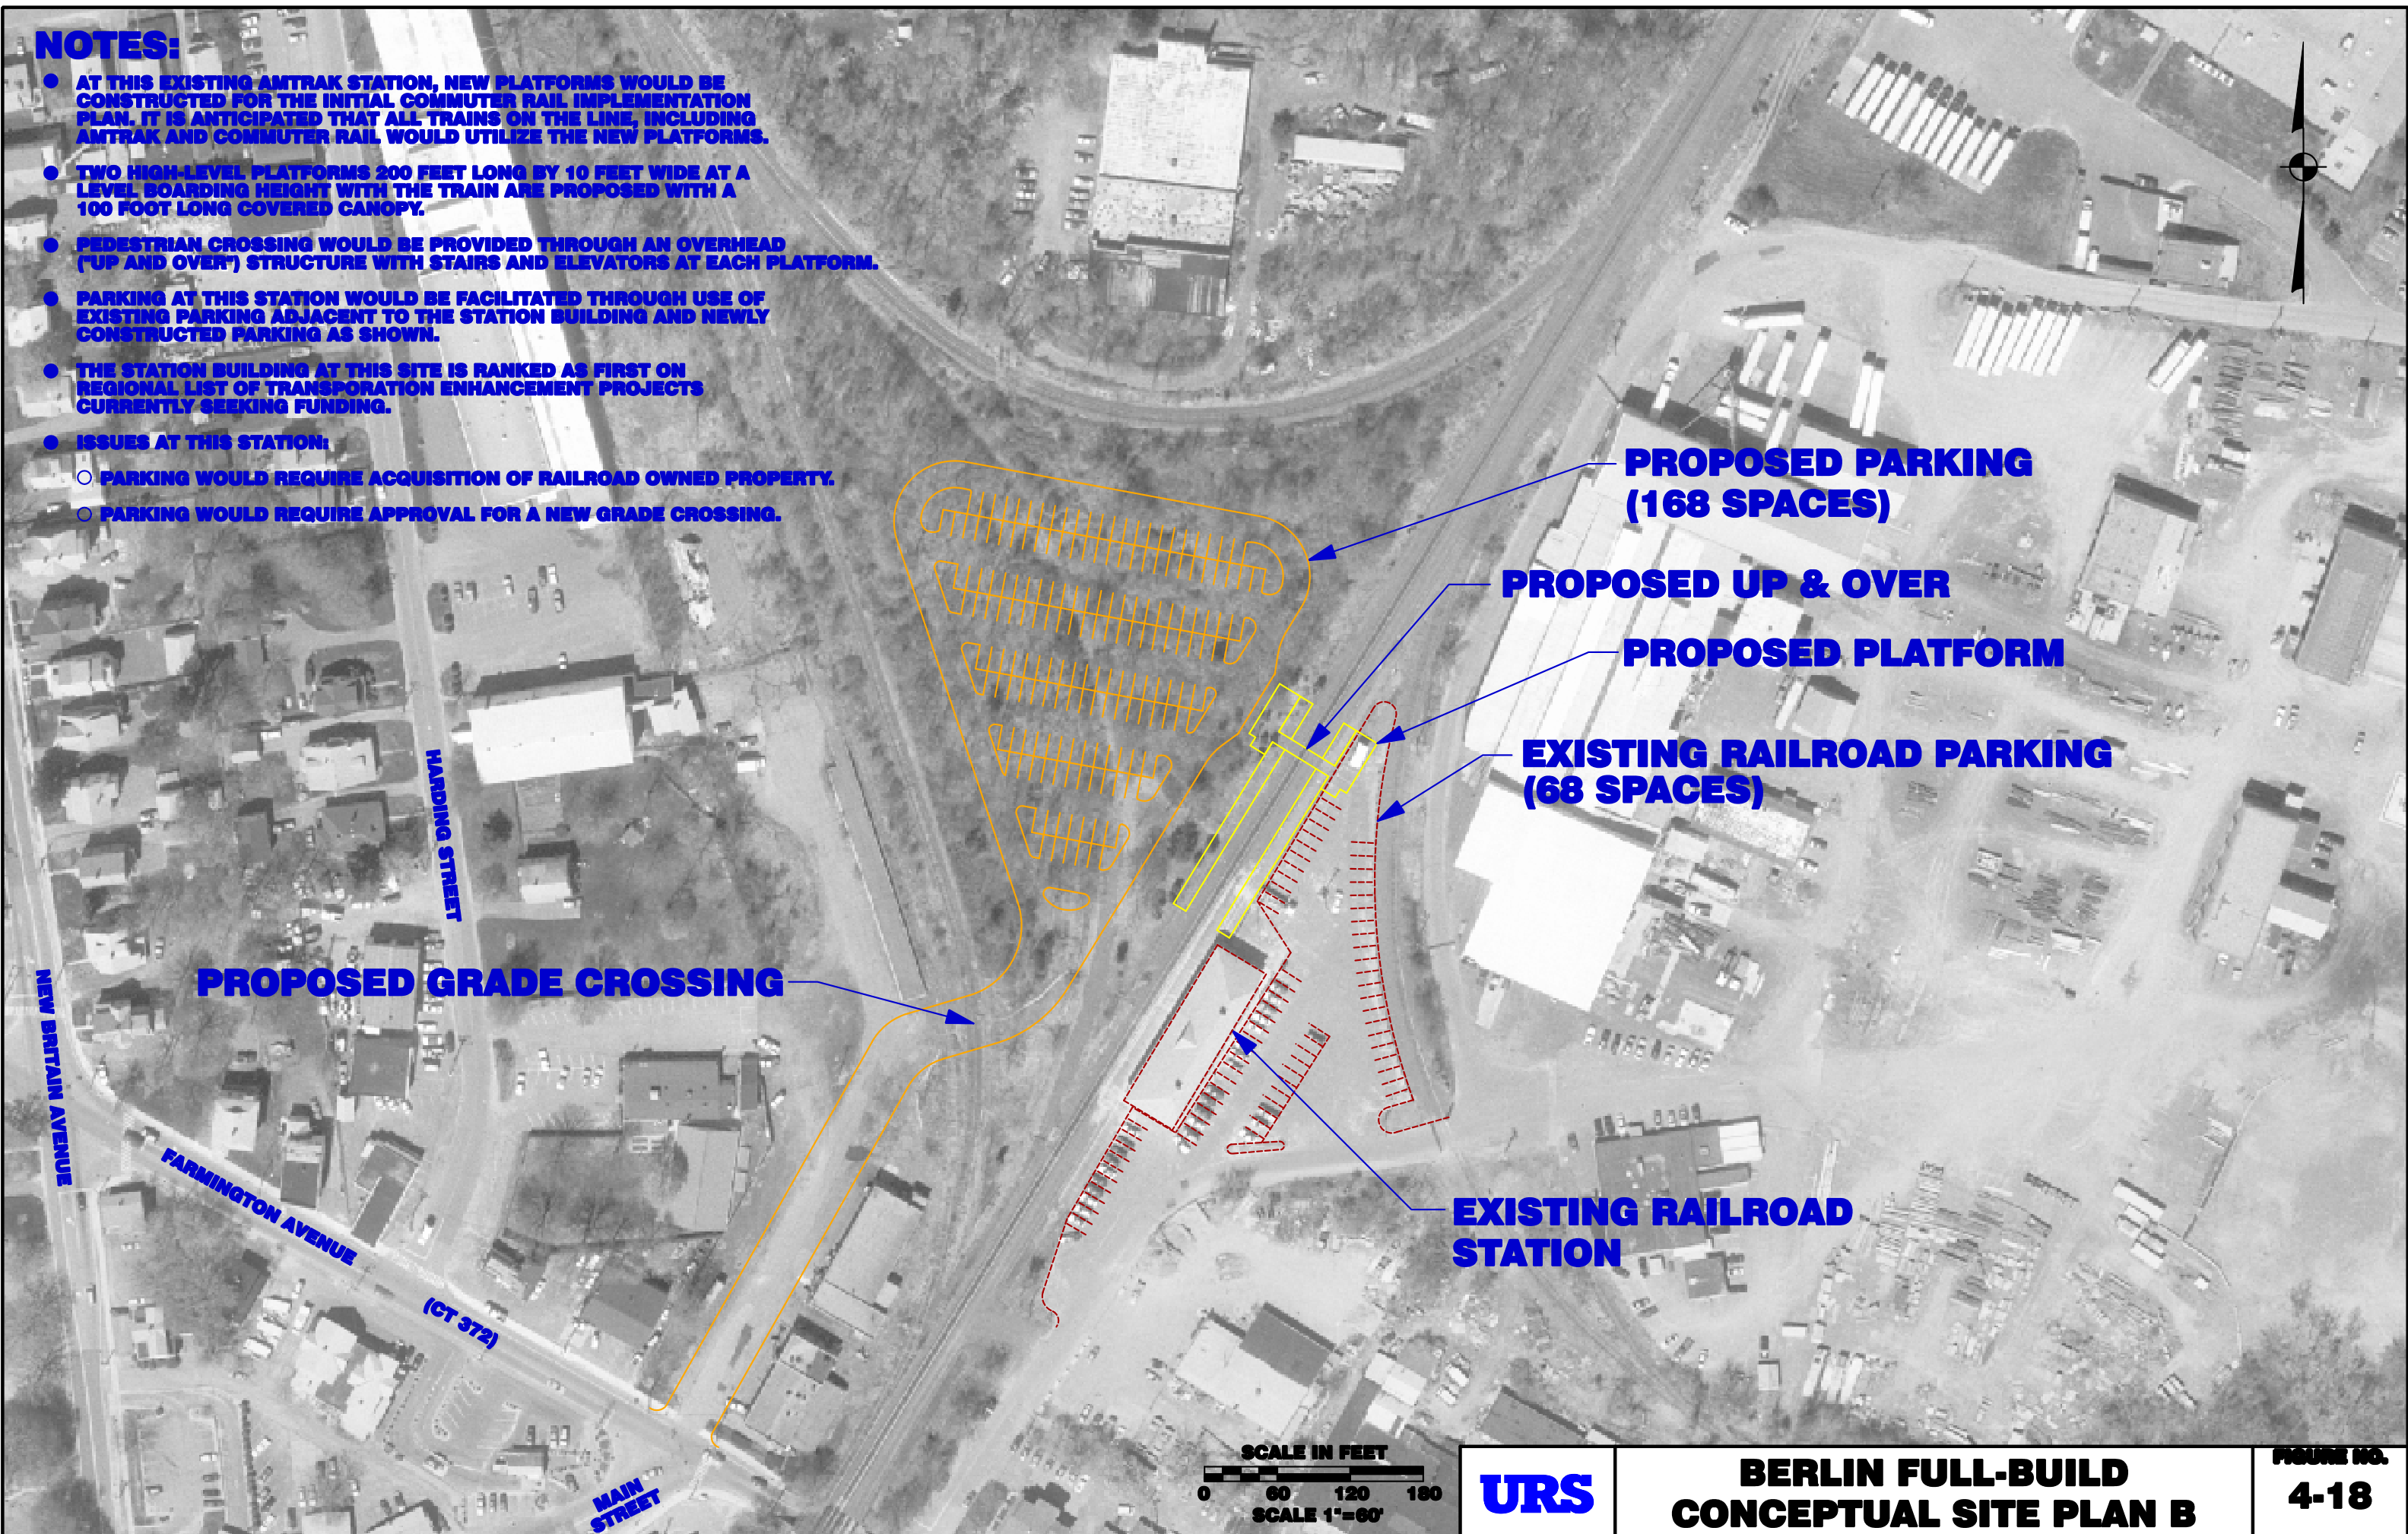 NOTES:
● AT THIS EXISTING AMTRAK STATION, NEW PLATFORMS WOULD BE
CONSTRUCTED FOR THE INITIAL COMMUTER RAIL IMPLEMENTATION
PLAN. IT IS ANTICIPATED THAT ALL TRAINS ON THE LINE, INCLUDING
AMTRAK AND COMMUTER RAIL WOULD UTILIZE THE NEW PLATFORMS.
● TWO HIGH-LEVEL PLATFORMS 200 FEET LONG BY 10 FEET WIDE AT A
LEVEL BOARDING HEIGHT WITH THE TRAIN ARE PROPOSED WITH A
100 FOOT LONG COVERED CANOPY.
● PEDESTRIAN CROSSING WOULD BE PROVIDED THROUGH AN OVERHEAD
("UP AND OVER") STRUCTURE WITH STAIRS AND ELEVATORS AT EACH PLATFORM.
● PARKING AT THIS STATION WOULD BE FACILITATED THROUGH USE OF
EXISTING PARKING ADJACENT TO THE STATION BUILDING AND NEWLY
CONSTRUCTED PARKING AS SHOWN.
● THE STATION BUILDING AT THIS SITE IS RANKED AS FIRST ON
REGIONAL LIST OF TRANSPORATION ENHANCEMENT PROJECTS
CURRENTLY SEEKING FUNDING.
● ISSUES AT THIS STATION:
○ PARKING WOULD REQUIRE ACQUISITION OF RAILROAD OWNED PROPERTY.
○ PARKING WOULD REQUIRE APPROVAL FOR A NEW GRADE CROSSING.
PROPOSED PARKING
(168 SPACES)
PROPOSED UP & OVER
PROPOSED PLATFORM
EXISTING RAILROAD PARKING
(68 SPACES)
HARDING STREET
PROPOSED GRADE CROSSING
NEW BRITAIN AVENUE
FARMINGTON AVENUE
(CT 372)
EXISTING RAILROAD
STATION
MAIN
STREET
SCALE IN FEET
0 60 120 180
SCALE 1"=60'
URS
BERLIN FULL-BUILD
CONCEPTUAL SITE PLAN B
FIGURE NO.
4-18